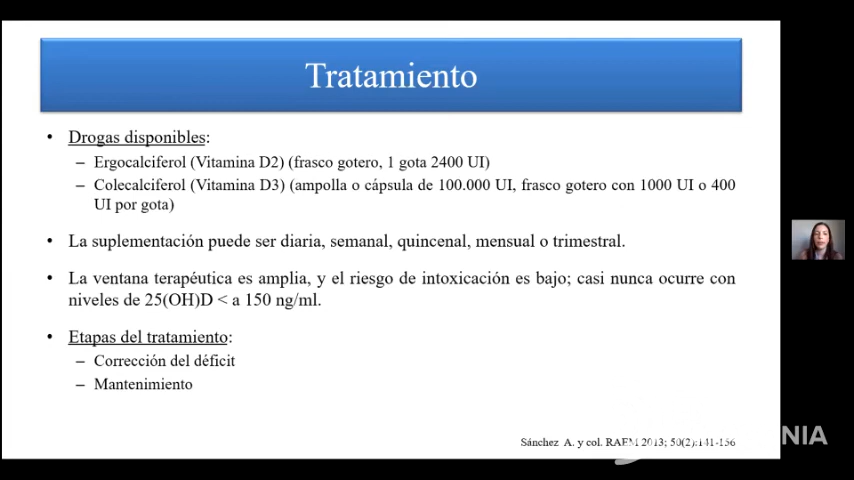 Tratamiento
• Drogas disponibles:
– Ergocalciferol (Vitamina D2) (frasco gotero, 1 gota 2400 UI)
– Colecalciferol (Vitamina D3) (ampolla o cápsula de 100.000 UI, frasco gotero con 1000 UI o 400
UI por gota)
• La suplementación puede ser diaria, semanal, quincenal, mensual o trimestral.
• La ventana terapéutica es amplia, y el riesgo de intoxicación es bajo; casi nunca ocurre con
niveles de 25(OH)D < a 150 ng/ml.
• Etapas del tratamiento:
– Corrección del déficit
– Mantenimiento
Sánchez A. y col. RAEM 2013; 50(2):141-156